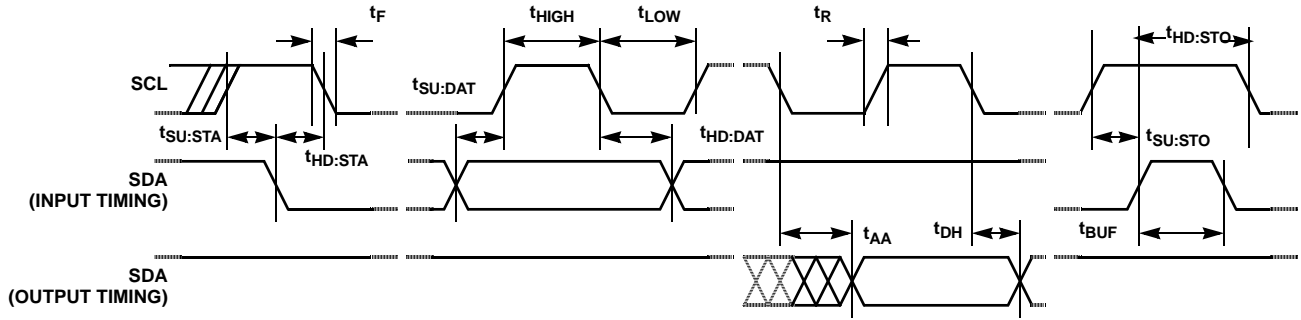 tF
tHIGH
tLOW
tR
tHD:STO
SCL
tSU:DAT
tSU:STA
tHD:STA
tHD:DAT
tSU:STO
SDA
(INPUT TIMING)
tAA
tDH
tBUF
SDA
(OUTPUT TIMING)